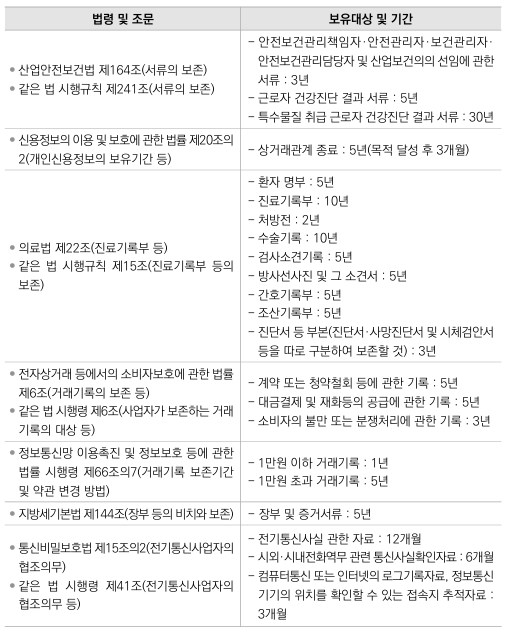 법령 및 조문
보유대상 및 기간
● 산업안전보건법 제164조(서류의 보존)
● 같은 법 시행규칙 제241조(서류의 보존)
– 안전보건관리책임자·안전관리자·보건관리자·
안전보건관리담당자 및 산업보건의의 선임에 관한
서류 : 3년
– 근로자 건강진단 결과 서류 : 5년
– 특수물질 취급 근로자 건강진단 결과 서류 : 30년
● 신용정보의 이용 및 보호에 관한 법률 제20조의
2(개인신용정보의 보유기간 등)
– 상거래관계 종료 : 5년(목적 달성 후 3개월)
● 의료법 제22조(진료기록부 등)
● 같은 법 시행규칙 제15조(진료기록부 등의
보존)
– 환자 명부 : 5년
– 진료기록부 : 10년
– 처방전 : 2년
– 수술기록 : 10년
– 검사소견기록 : 5년
– 방사선사진 및 그 소견서 : 5년
– 간호기록부 : 5년
– 조산기록부 : 5년
– 진단서 등 부본(진단서·사망진단서 및 시체검안서
등을 따로 구분하여 보존할 것) : 3년
● 전자상거래 등에서의 소비자보호에 관한 법률
제6조(거래기록의 보존 등)
● 같은 법 시행령 제6조(사업자가 보존하는 거래
기록의 대상 등)
– 계약 또는 청약철회 등에 관한 기록 : 5년
– 대금결제 및 재화등의 공급에 관한 기록 : 5년
– 소비자의 불만 또는 분쟁처리에 관한 기록 : 3년
● 정보통신망 이용촉진 및 정보보호 등에 관한
법률 시행령 제66조의7(거래기록 보존기간
및 약관 변경 방법)
– 1만원 이하 거래기록 : 1년
– 1만원 초과 거래기록 : 5년
● 지방세기본법 제144조(장부 등의 비치와 보존)
– 장부 및 증거서류 : 5년
● 통신비밀보호법 제15조의2(전기통신사업자의
협조의무)
● 같은 법 시행령 제41조(전기통신사업자의
협조의무 등)
– 전기통신사실 관한 자료 : 12개월
– 시외·시내전화역무 관련 통신사실확인자료 : 6개월
– 컴퓨터통신 또는 인터넷의 로그기록자료, 정보통신
기기의 위치를 확인할 수 있는 접속지 추적자료 :
3개월